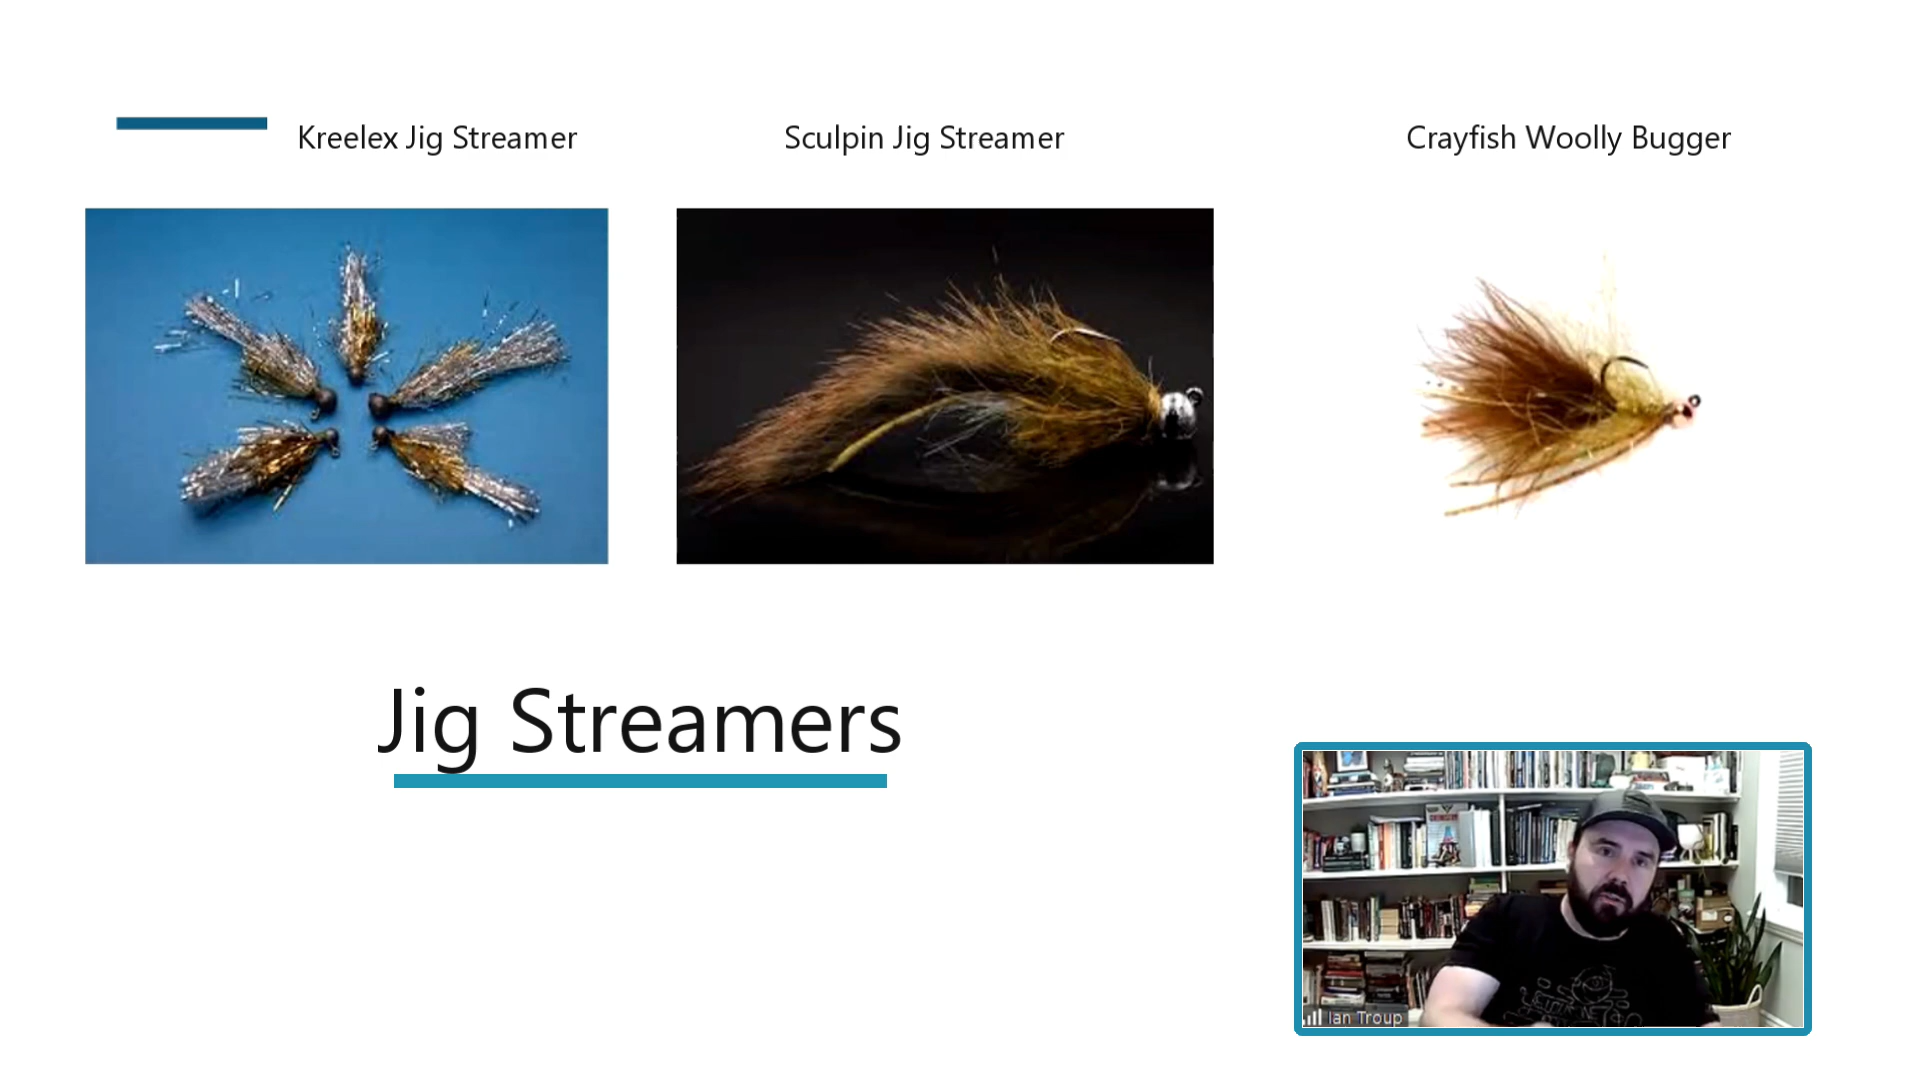 Kreelex Jig Streamer
Sculpin Jig Streamer
Crayfish Woolly Bugger
Jig Streamers
Ian Troup